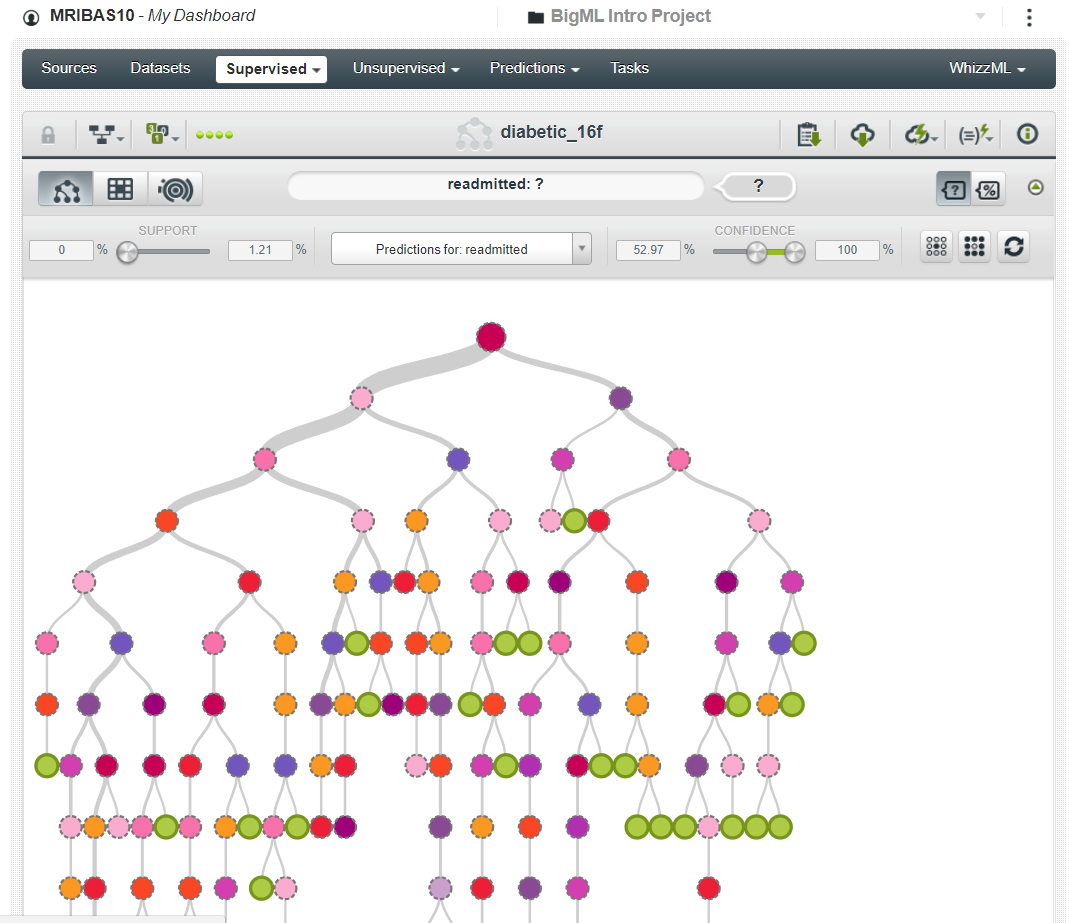 MRIBAS10 - My Dashboard
BigML Intro Project
Sources Datasets Supervised Unsupervised Predictions Tasks WhizzML
diabetic_16f
readmitted: ?
?
? %
SUPPORT CONFIDENCE
0 % 1.21 % Predictions for: readmitted 52.97 % 100 %